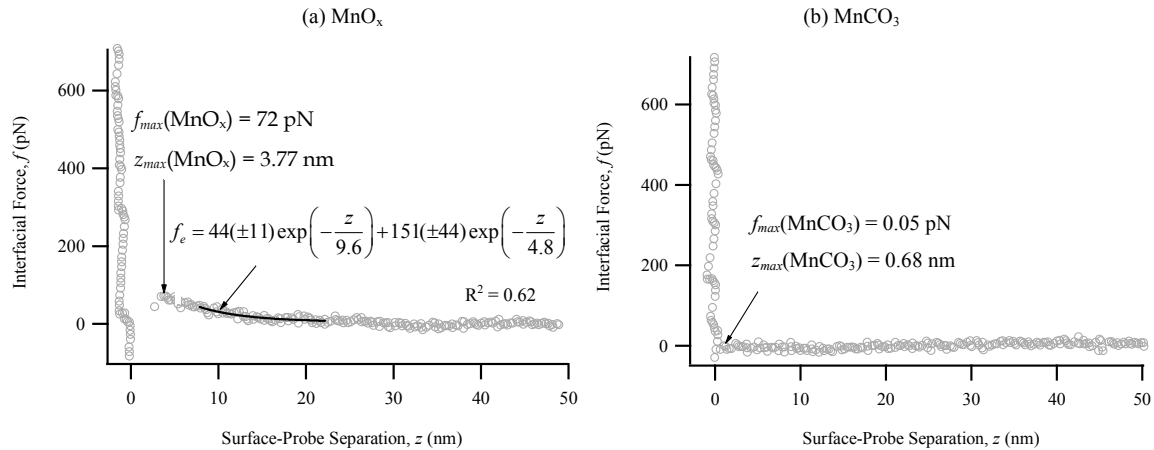 (a) MnOₓ
Interfacial Force, f (pN)
600
400
200
0
fₘₐₓ(MnOₓ) = 72 pN
zₘₐₓ(MnOₓ) = 3.77 nm
fₑ = 44(±11) exp(−z/9.6) + 151(±44) exp(−z/4.8)
R² = 0.62
0 10 20 30 40 50
Surface-Probe Separation, z (nm)
(b) MnCO₃
Interfacial Force, f (pN)
600
400
200
0
fₘₐₓ(MnCO₃) = 0.05 pN
zₘₐₓ(MnCO₃) = 0.68 nm
0 10 20 30 40 50
Surface-Probe Separation, z (nm)